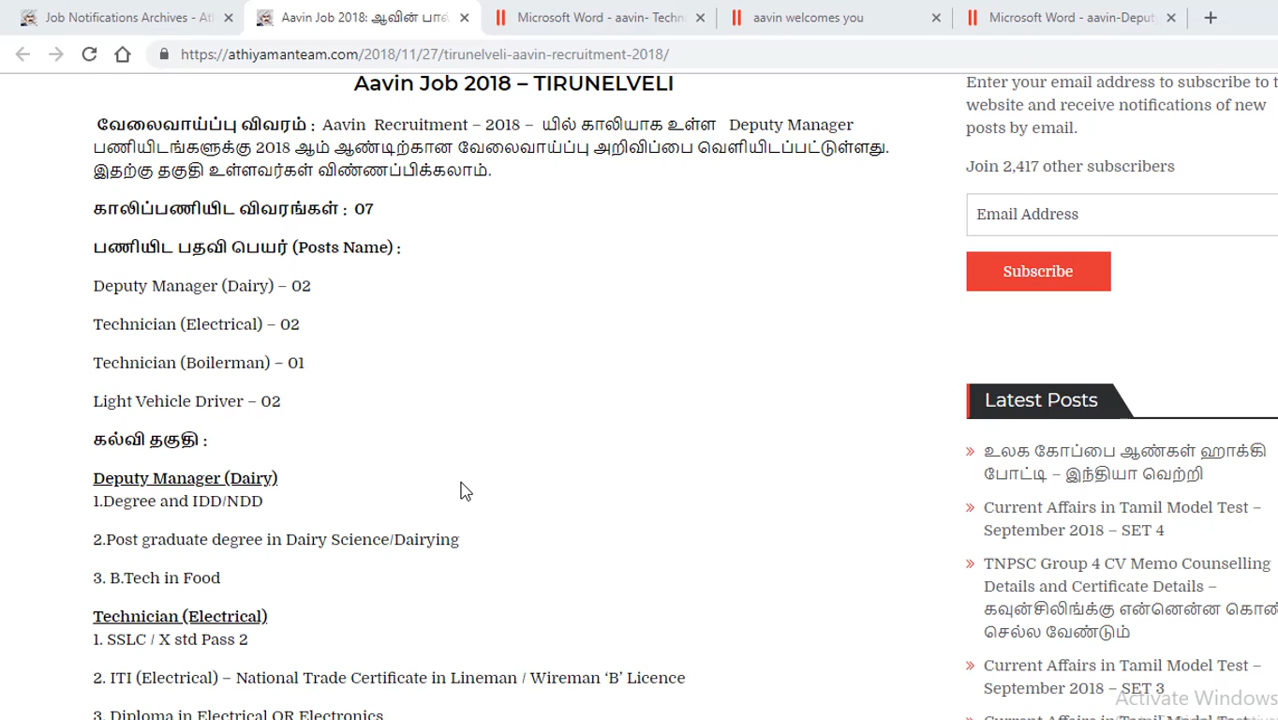 Job Notifications Archives - Ath
Aavin Job 2018: ஆவின் பால்
Microsoft Word - aavin- Techn
aavin welcomes you
Microsoft Word - aavin-Deput
https://athiyamanteam.com/2018/11/27/tirunelveli-aavin-recruitment-2018/
Aavin Job 2018 – TIRUNELVELI
வேலைவாய்ப்பு விவரம் : Aavin Recruitment – 2018 – யில் காலியாக உள்ள Deputy Manager
பணியிடங்களுக்கு 2018 ஆம் ஆண்டிற்கான வேலைவாய்ப்பு அறிவிப்பை வெளியிடப்பட்டுள்ளது.
இதற்கு தகுதி உள்ளவர்கள் விண்ணப்பிக்கலாம்.
காலிப்பணியிட விவரங்கள் : 07
பணியிட பதவி பெயர் (Posts Name) :
Deputy Manager (Dairy) – 02
Technician (Electrical) – 02
Technician (Boilerman) – 01
Light Vehicle Driver – 02
கல்வி தகுதி :
Deputy Manager (Dairy)
1.Degree and IDD/NDD
2.Post graduate degree in Dairy Science/Dairying
3. B.Tech in Food
Technician (Electrical)
1. SSLC / X std Pass 2
2. ITI (Electrical) – National Trade Certificate in Lineman / Wireman ‘B’ Licence
3. Diploma in Electrical OR Electronics
Enter your email address to subscribe to t
website and receive notifications of new
posts by email.
Join 2,417 other subscribers
Email Address
Subscribe
Latest Posts
உலக கோப்பை ஆண்கள் ஹாக்கி
போட்டி – இந்தியா வெற்றி
Current Affairs in Tamil Model Test –
September 2018 – SET 4
TNPSC Group 4 CV Memo Counselling
Details and Certificate Details –
கவுன்சிலிங்க்கு என்னென்ன கொண்
செல்ல வேண்டும்
Current Affairs in Tamil Model Test –
September 2018 – SET 3
Activate Windows